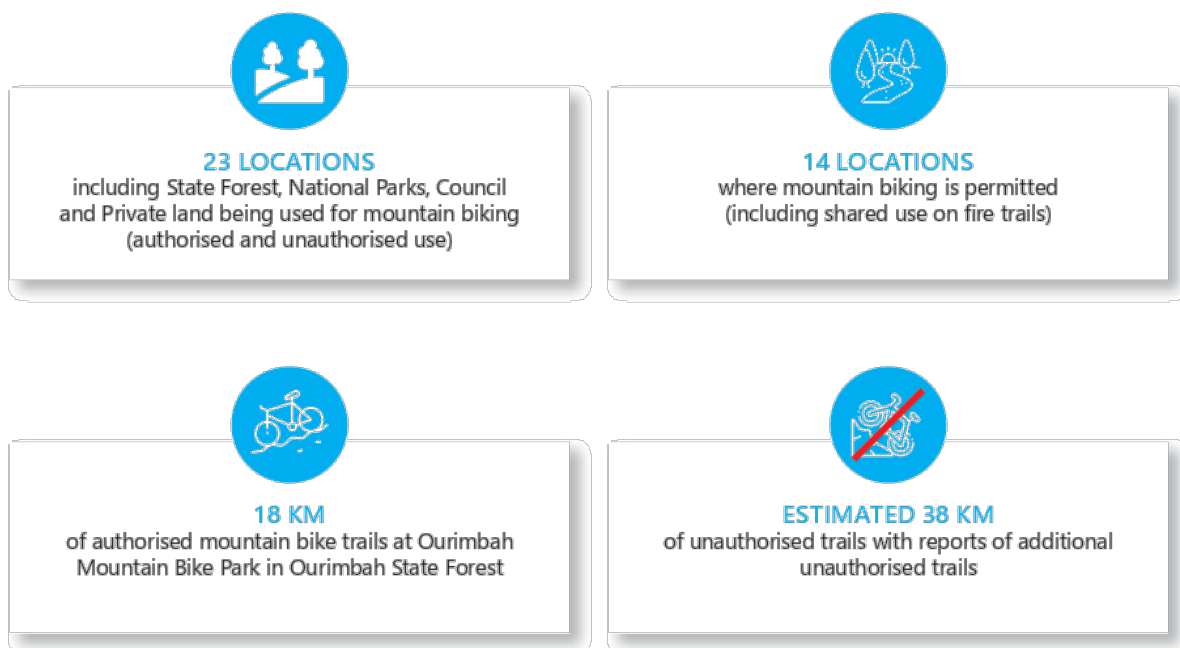 23 LOCATIONS
including State Forest, National Parks, Council
and Private land being used for mountain biking
(authorised and unauthorised use)
14 LOCATIONS
where mountain biking is permitted
(including shared use on fire trails)
18 KM
of authorised mountain bike trails at Ourimbah
Mountain Bike Park in Ourimbah State Forest
ESTIMATED 38 KM
of unauthorised trails with reports of additional
unauthorised trails